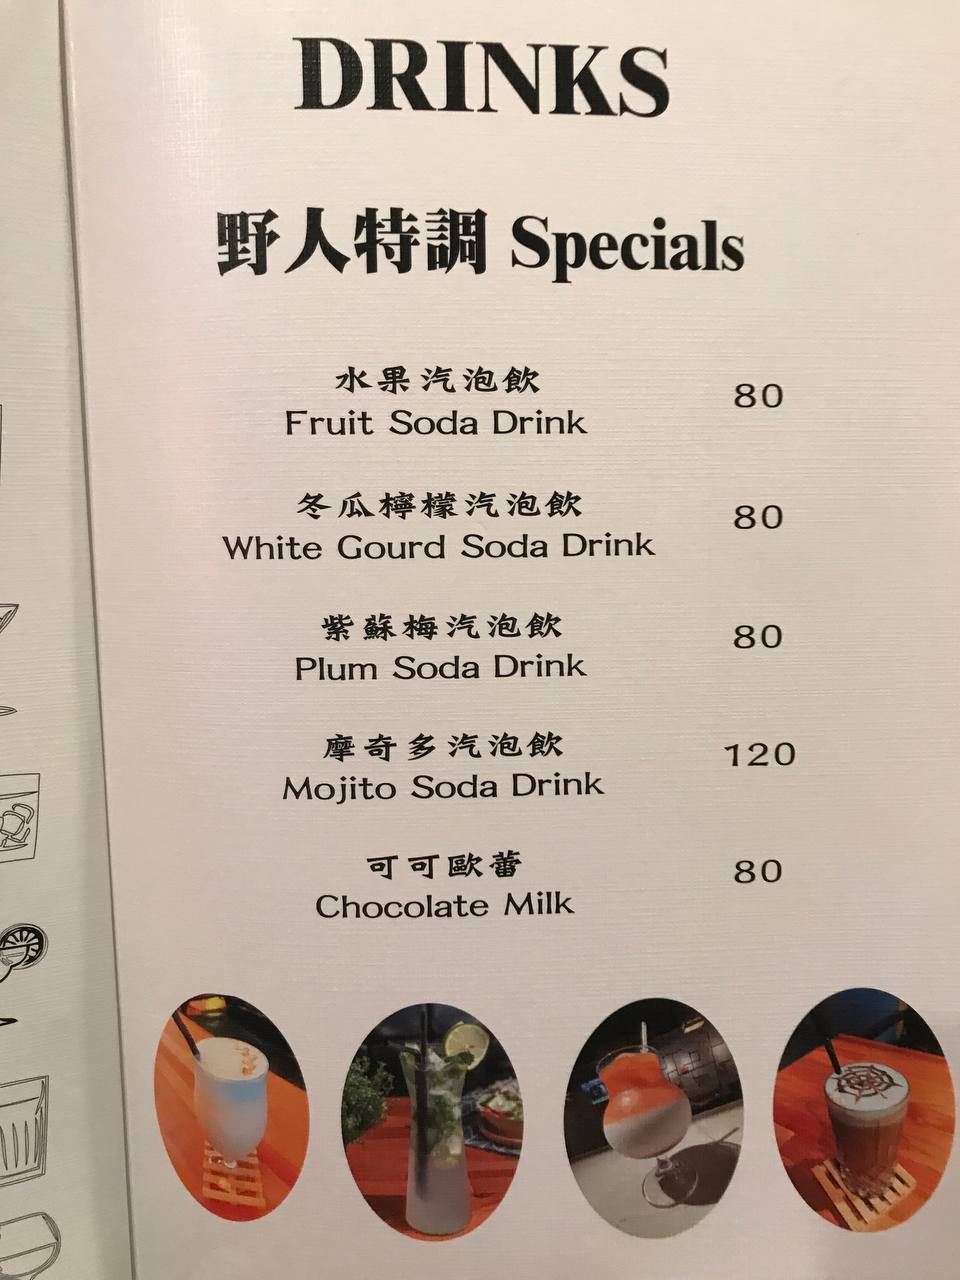 DRINKS
野人特調 Specials
水果汽泡飲
Fruit Soda Drink 80
冬瓜檸檬汽泡飲
White Gourd Soda Drink 80
紫蘇梅汽泡飲
Plum Soda Drink 80
摩奇多汽泡飲
Mojito Soda Drink 120
可可歐蕾
Chocolate Milk 80